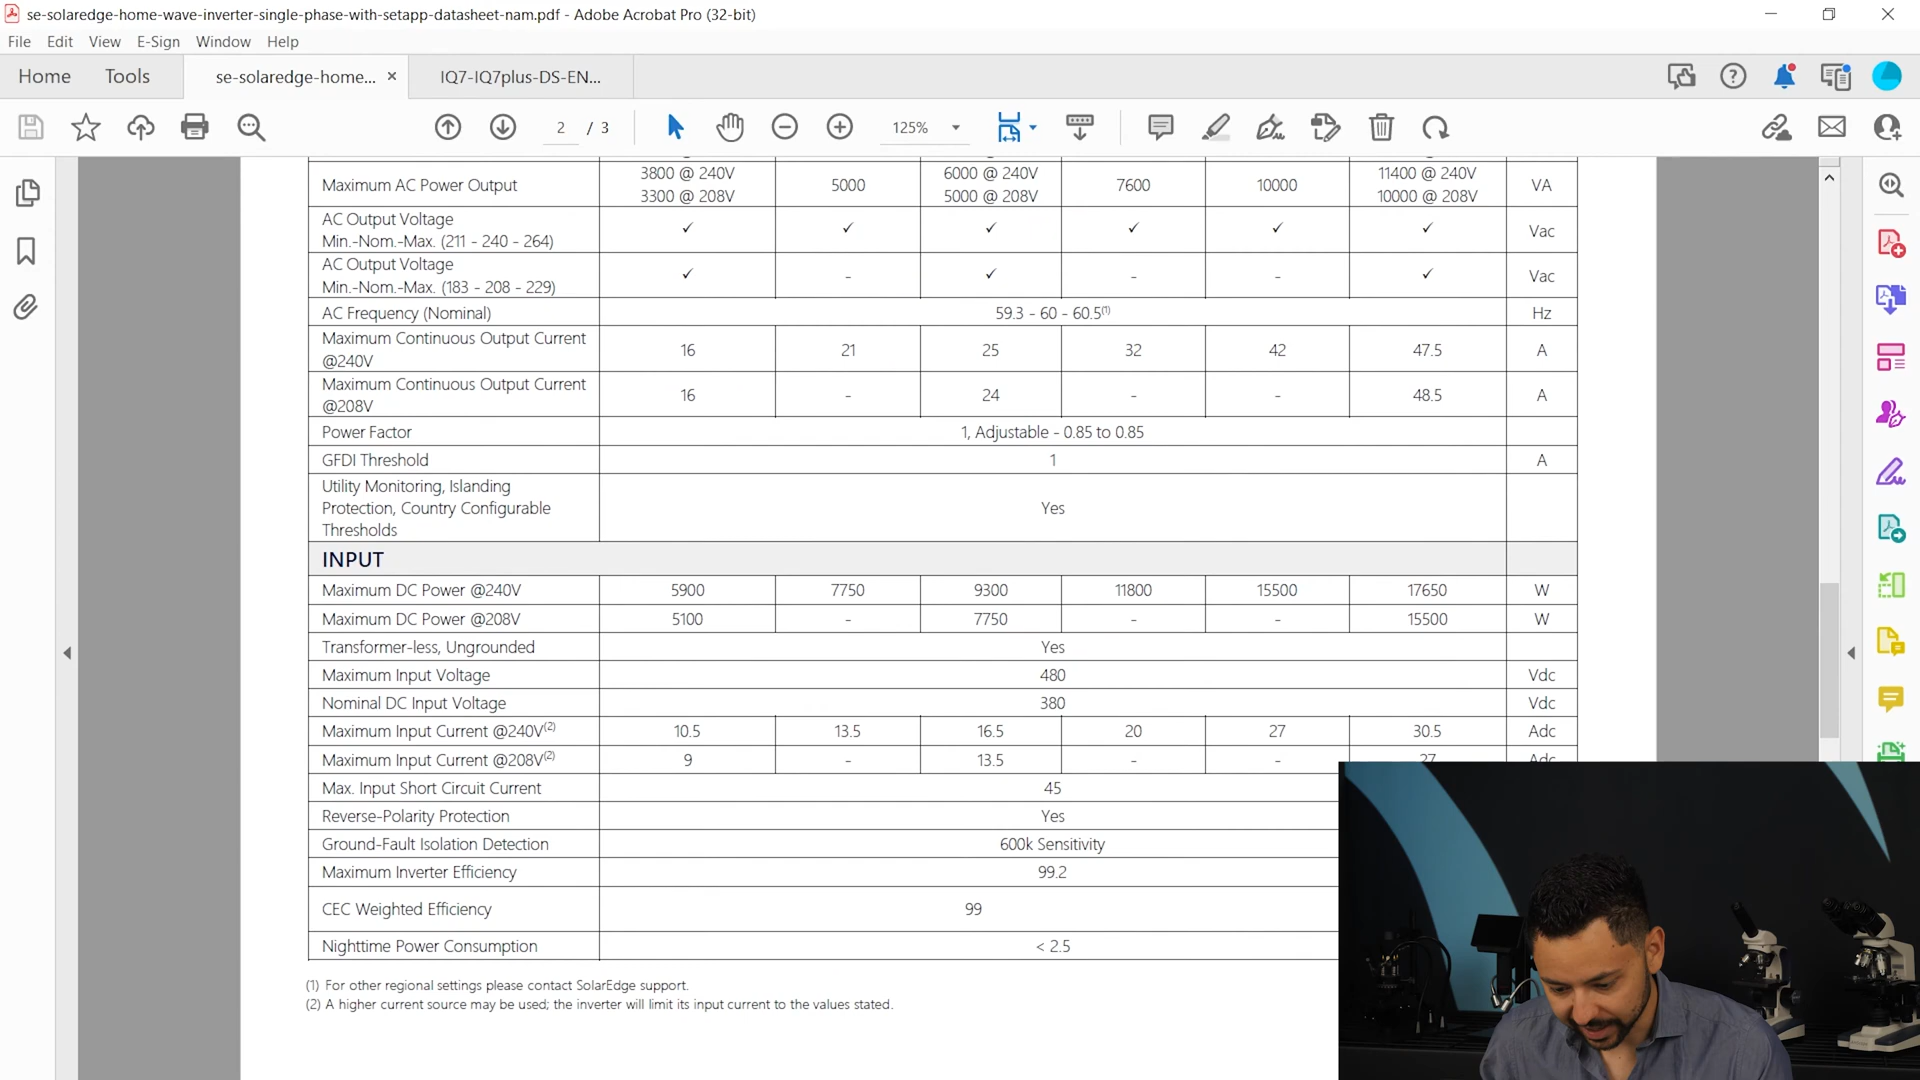 se-solaredge-home-wave-inverter-single-phase-with-setapp-datasheet-nam.pdf - Adobe Acrobat Pro (32-bit)
File Edit View E-Sign Window Help
Home Tools se-solaredge-home... × IQ7-IQ7plus-DS-EN...
2 / 3 125%
Maximum AC Power Output 3800 @ 240V 5000 6000 @ 240V 7600 10000 11400 @ 240V VA
3300 @ 208V 5000 @ 208V 10000 @ 208V
AC Output Voltage ✓ ✓ ✓ ✓ ✓ ✓ Vac
Min.-Nom.-Max. (211 - 240 - 264)
AC Output Voltage ✓ - ✓ - - ✓ Vac
Min.-Nom.-Max. (183 - 208 - 229)
AC Frequency (Nominal) 59.3 - 60 - 60.5(1) Hz
Maximum Continuous Output Current 16 21 25 32 42 47.5 A
@240V
Maximum Continuous Output Current 16 - 24 - - 48.5 A
@208V
Power Factor 1, Adjustable - 0.85 to 0.85
GFDI Threshold 1 A
Utility Monitoring, Islanding
Protection, Country Configurable Yes
Thresholds
INPUT
Maximum DC Power @240V 5900 7750 9300 11800 15500 17650 W
Maximum DC Power @208V 5100 - 7750 - - 15500 W
Transformer-less, Ungrounded Yes
Maximum Input Voltage 480 Vdc
Nominal DC Input Voltage 380 Vdc
Maximum Input Current @240V(2) 10.5 13.5 16.5 20 27 30.5 Adc
Maximum Input Current @208V(2) 9 - 13.5 - - 27 Adc
Max. Input Short Circuit Current 45
Reverse-Polarity Protection Yes
Ground-Fault Isolation Detection 600k Sensitivity
Maximum Inverter Efficiency 99.2
CEC Weighted Efficiency 99
Nighttime Power Consumption < 2.5
(1) For other regional settings please contact SolarEdge support.
(2) A higher current source may be used; the inverter will limit its input current to the values stated.